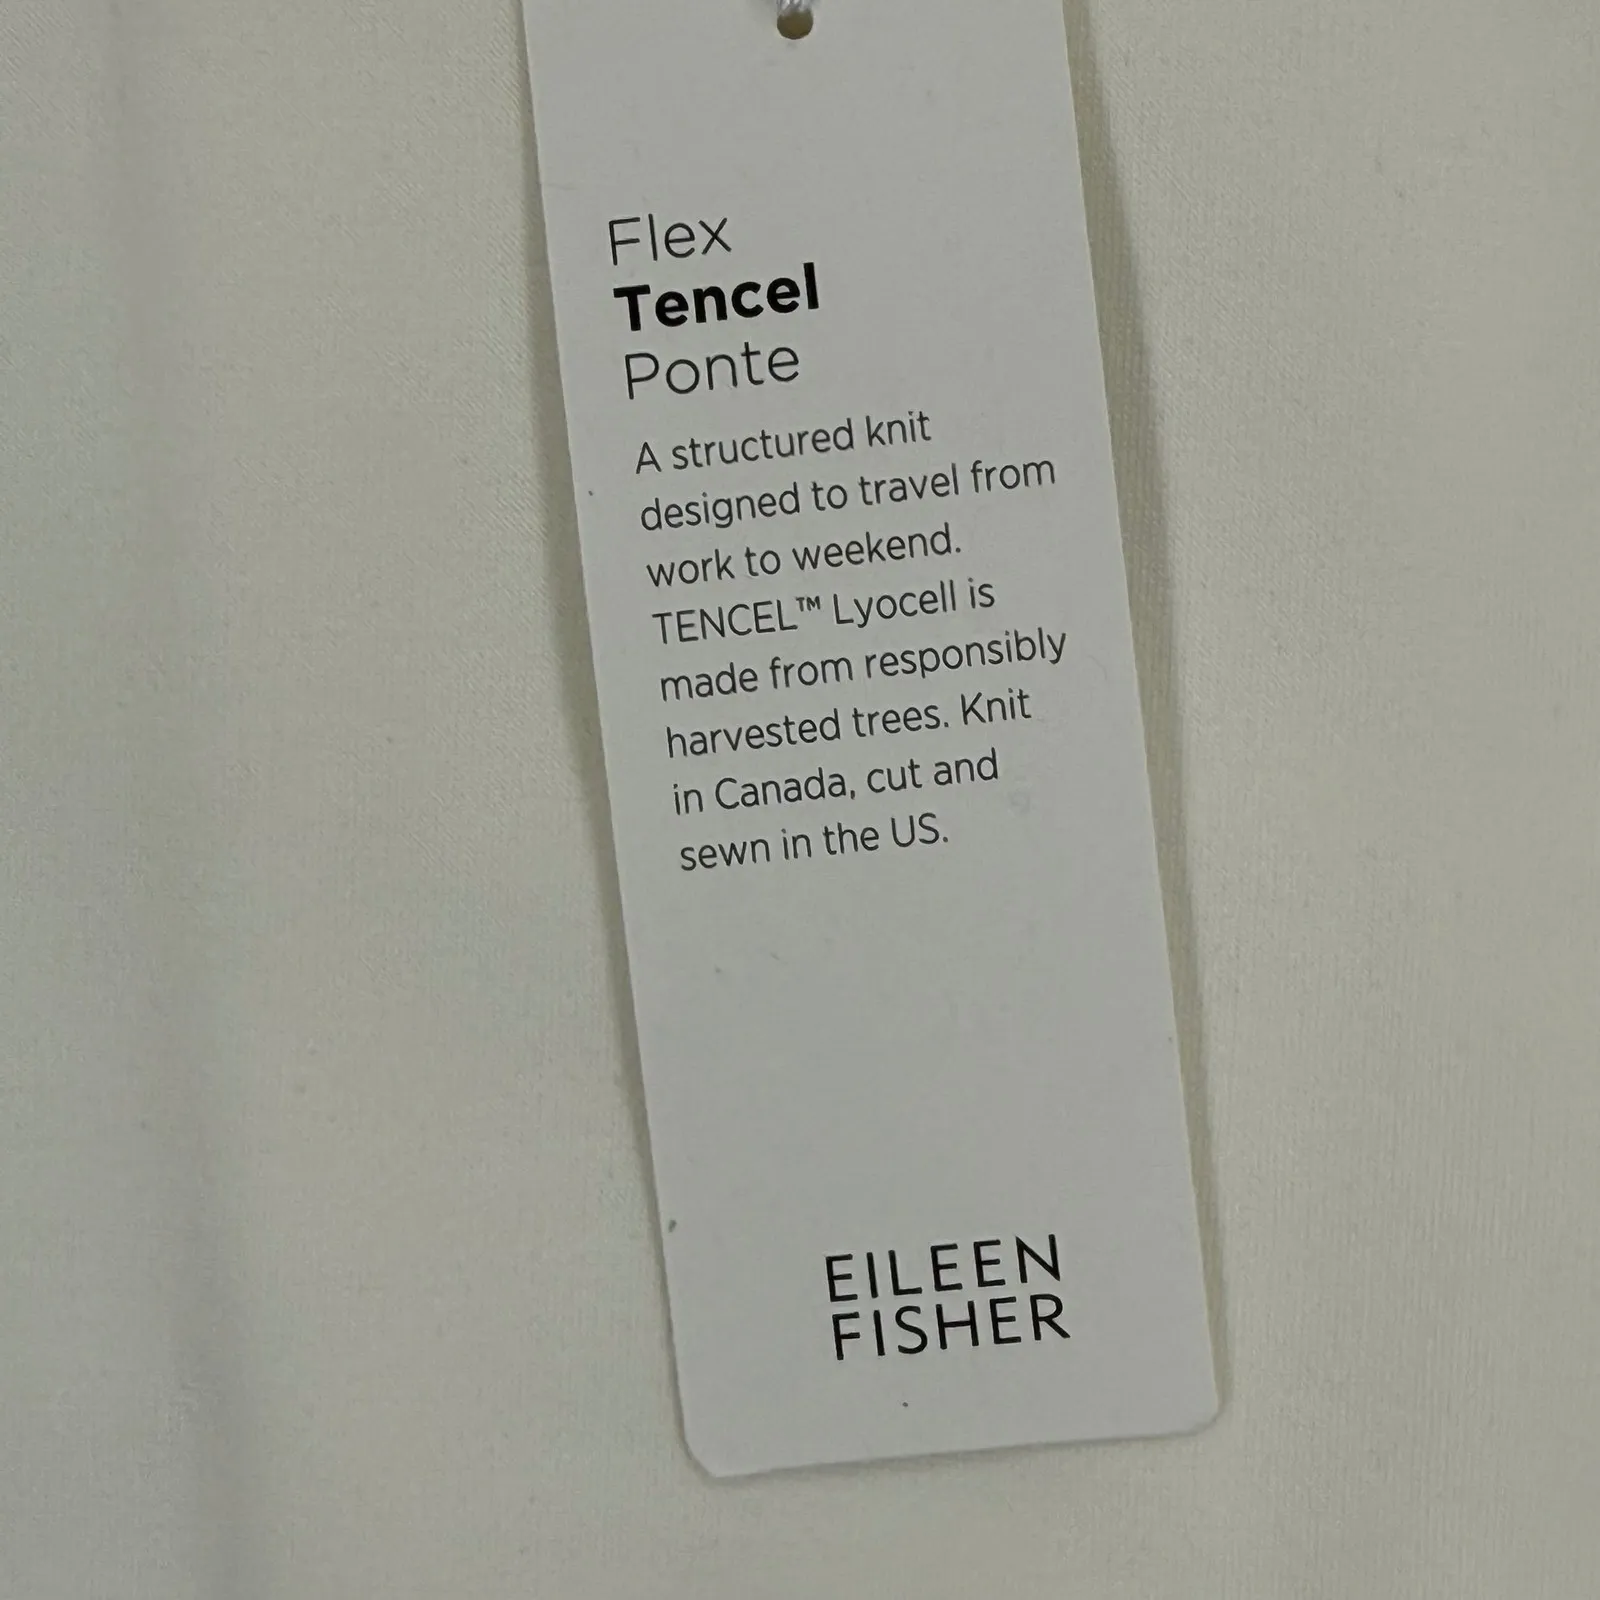 Flex
Tencel
Ponte
A structured knit
designed to travel from
work to weekend.
TENCEL™ Lyocell is
made from responsibly
harvested trees. Knit
in Canada, cut and
sewn in the US.
EILEEN
FISHER